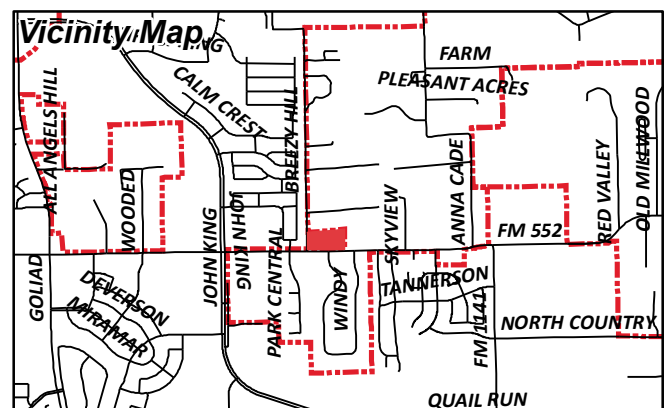 Vicinity Map
FARM
PLEASANT ACRES
CALM CREST
BREEZY HILL
ALL ANGELS HILL
WOODED
JOHN KING
SKYVIEW
ANNA CADE
RED VALLEY
OLD MILLWOOD
FM 552
GOLIAD
DEVERSON
MIRAMAR
JOHN KING
PARK CENTRAL
WINDY
TANNERSON
FM 1141
NORTH COUNTRY
QUAIL RUN